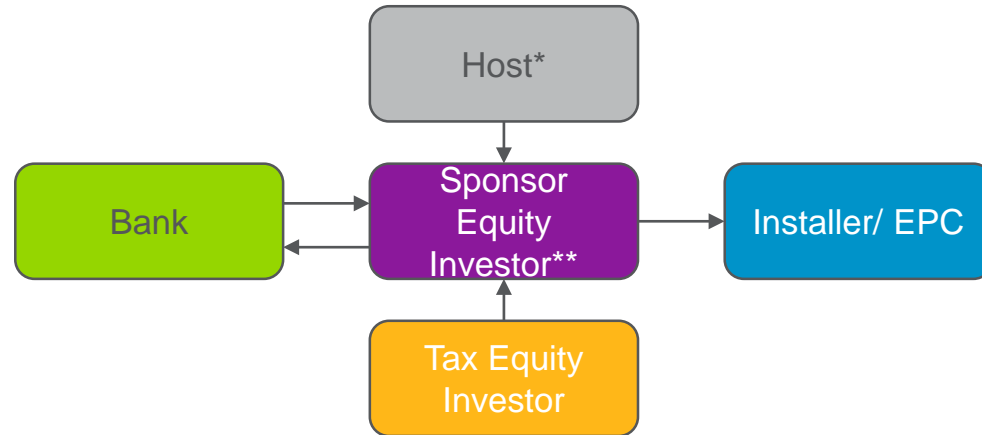 Host*
Bank
Sponsor
Equity
Investor**
Installer/ EPC
Tax Equity
Investor